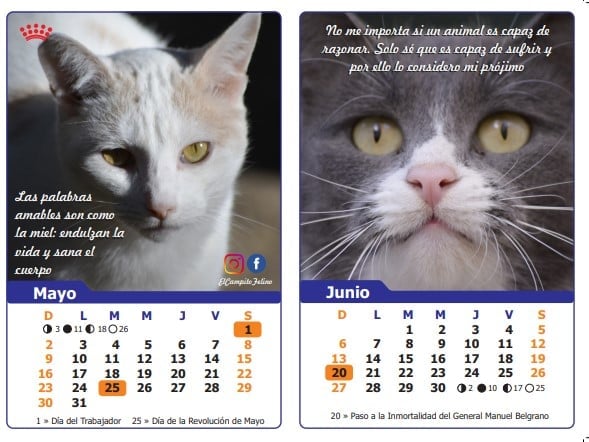 Las palabras
amables son como
la miel: endulzan la
vida y sana el
cuerpo
ElCampitoFelino
Mayo
D L M M J V S
3 11 18 26 1
2 3 4 5 6 7 8
9 10 11 12 13 14 15
16 17 18 19 20 21 22
23 24 25 26 27 28 29
30 31
1 » Día del Trabajador 25 » Día de la Revolución de Mayo
No me importa si un animal es capaz de
razonar. Solo sé que es capaz de sufrir y
por ello lo considero mi prójimo
Junio
D L M M J V S
1 2 3 4 5
6 7 8 9 10 11 12
13 14 15 16 17 18 19
20 21 22 23 24 25 26
27 28 29 30 2 10 17 25
20 » Paso a la Inmortalidad del General Manuel Belgrano